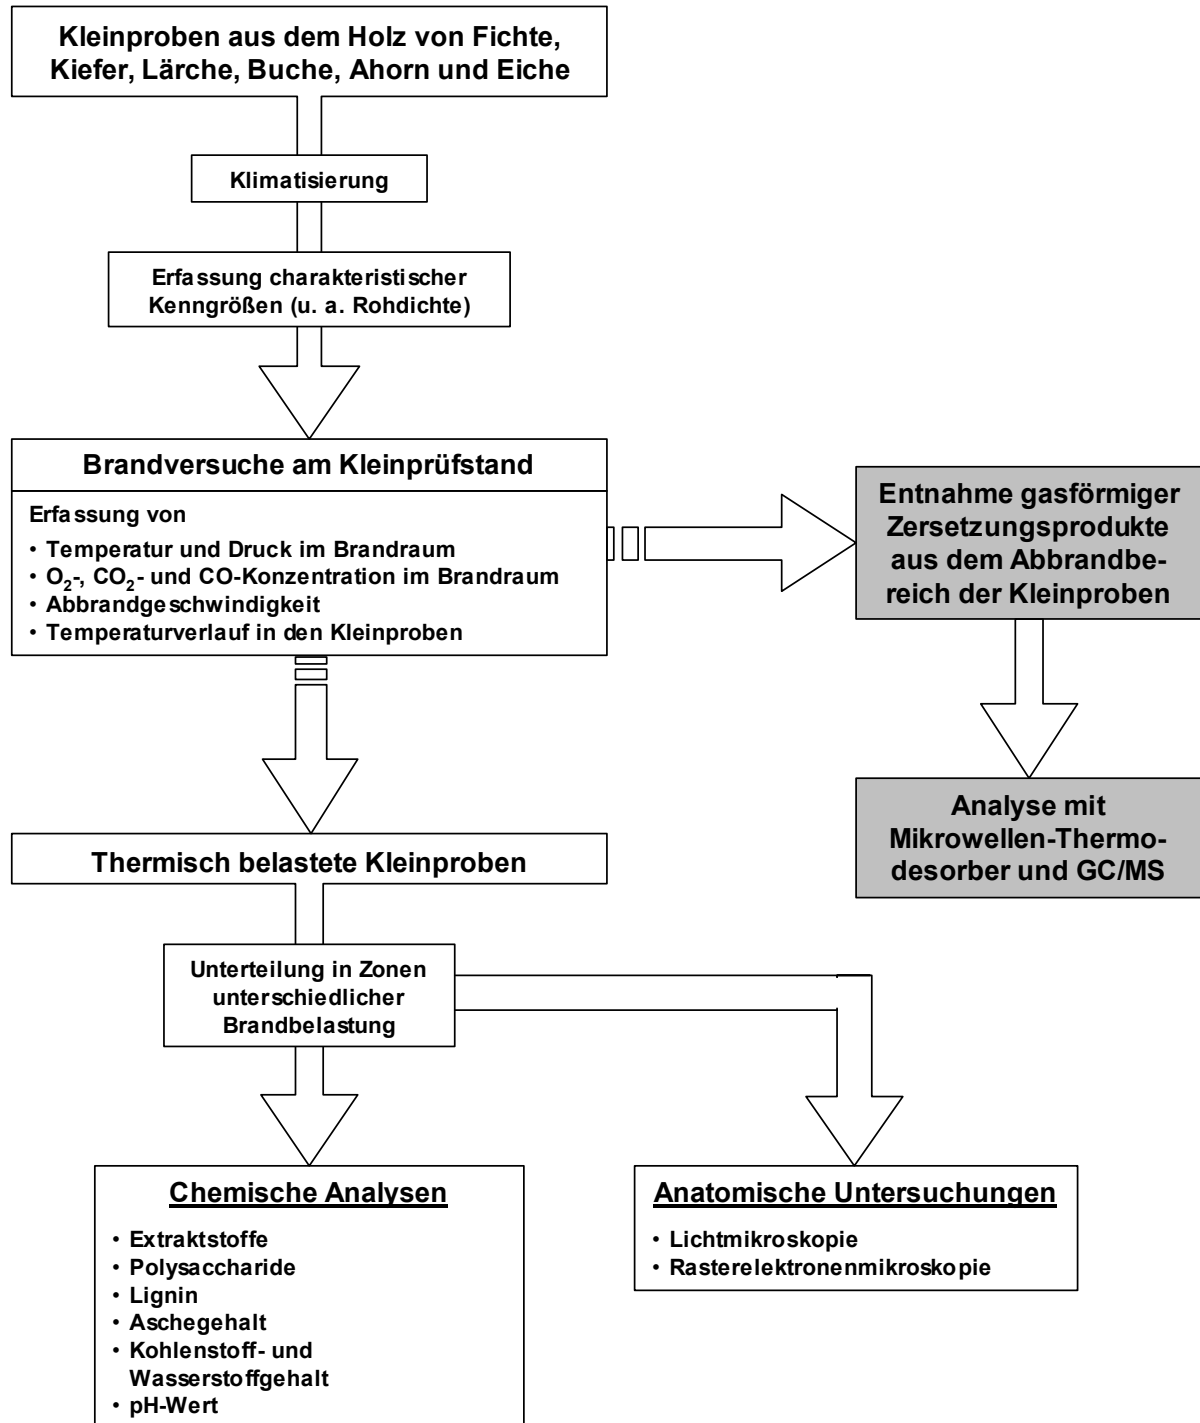 Kleinproben aus dem Holz von Fichte,
Kiefer, Lärche, Buche, Ahorn und Eiche
Klimatisierung
Erfassung charakteristischer
Kenngrößen (u. a. Rohdichte)
Brandversuche am Kleinprüfstand
Erfassung von
• Temperatur und Druck im Brandraum
• O₂-, CO₂- und CO-Konzentration im Brandraum
• Abbrandgeschwindigkeit
• Temperaturverlauf in den Kleinproben
Entnahme gasförmiger
Zersetzungsprodukte
aus dem Abbrandbe-
reich der Kleinproben
Analyse mit
Mikrowellen-Thermo-
desorber und GC/MS
Thermisch belastete Kleinproben
Unterteilung in Zonen
unterschiedlicher
Brandbelastung
Chemische Analysen
• Extraktstoffe
• Polysaccharide
• Lignin
• Aschegehalt
• Kohlenstoff- und
Wasserstoffgehalt
• pH-Wert
Anatomische Untersuchungen
• Lichtmikroskopie
• Rasterelektronenmikroskopie